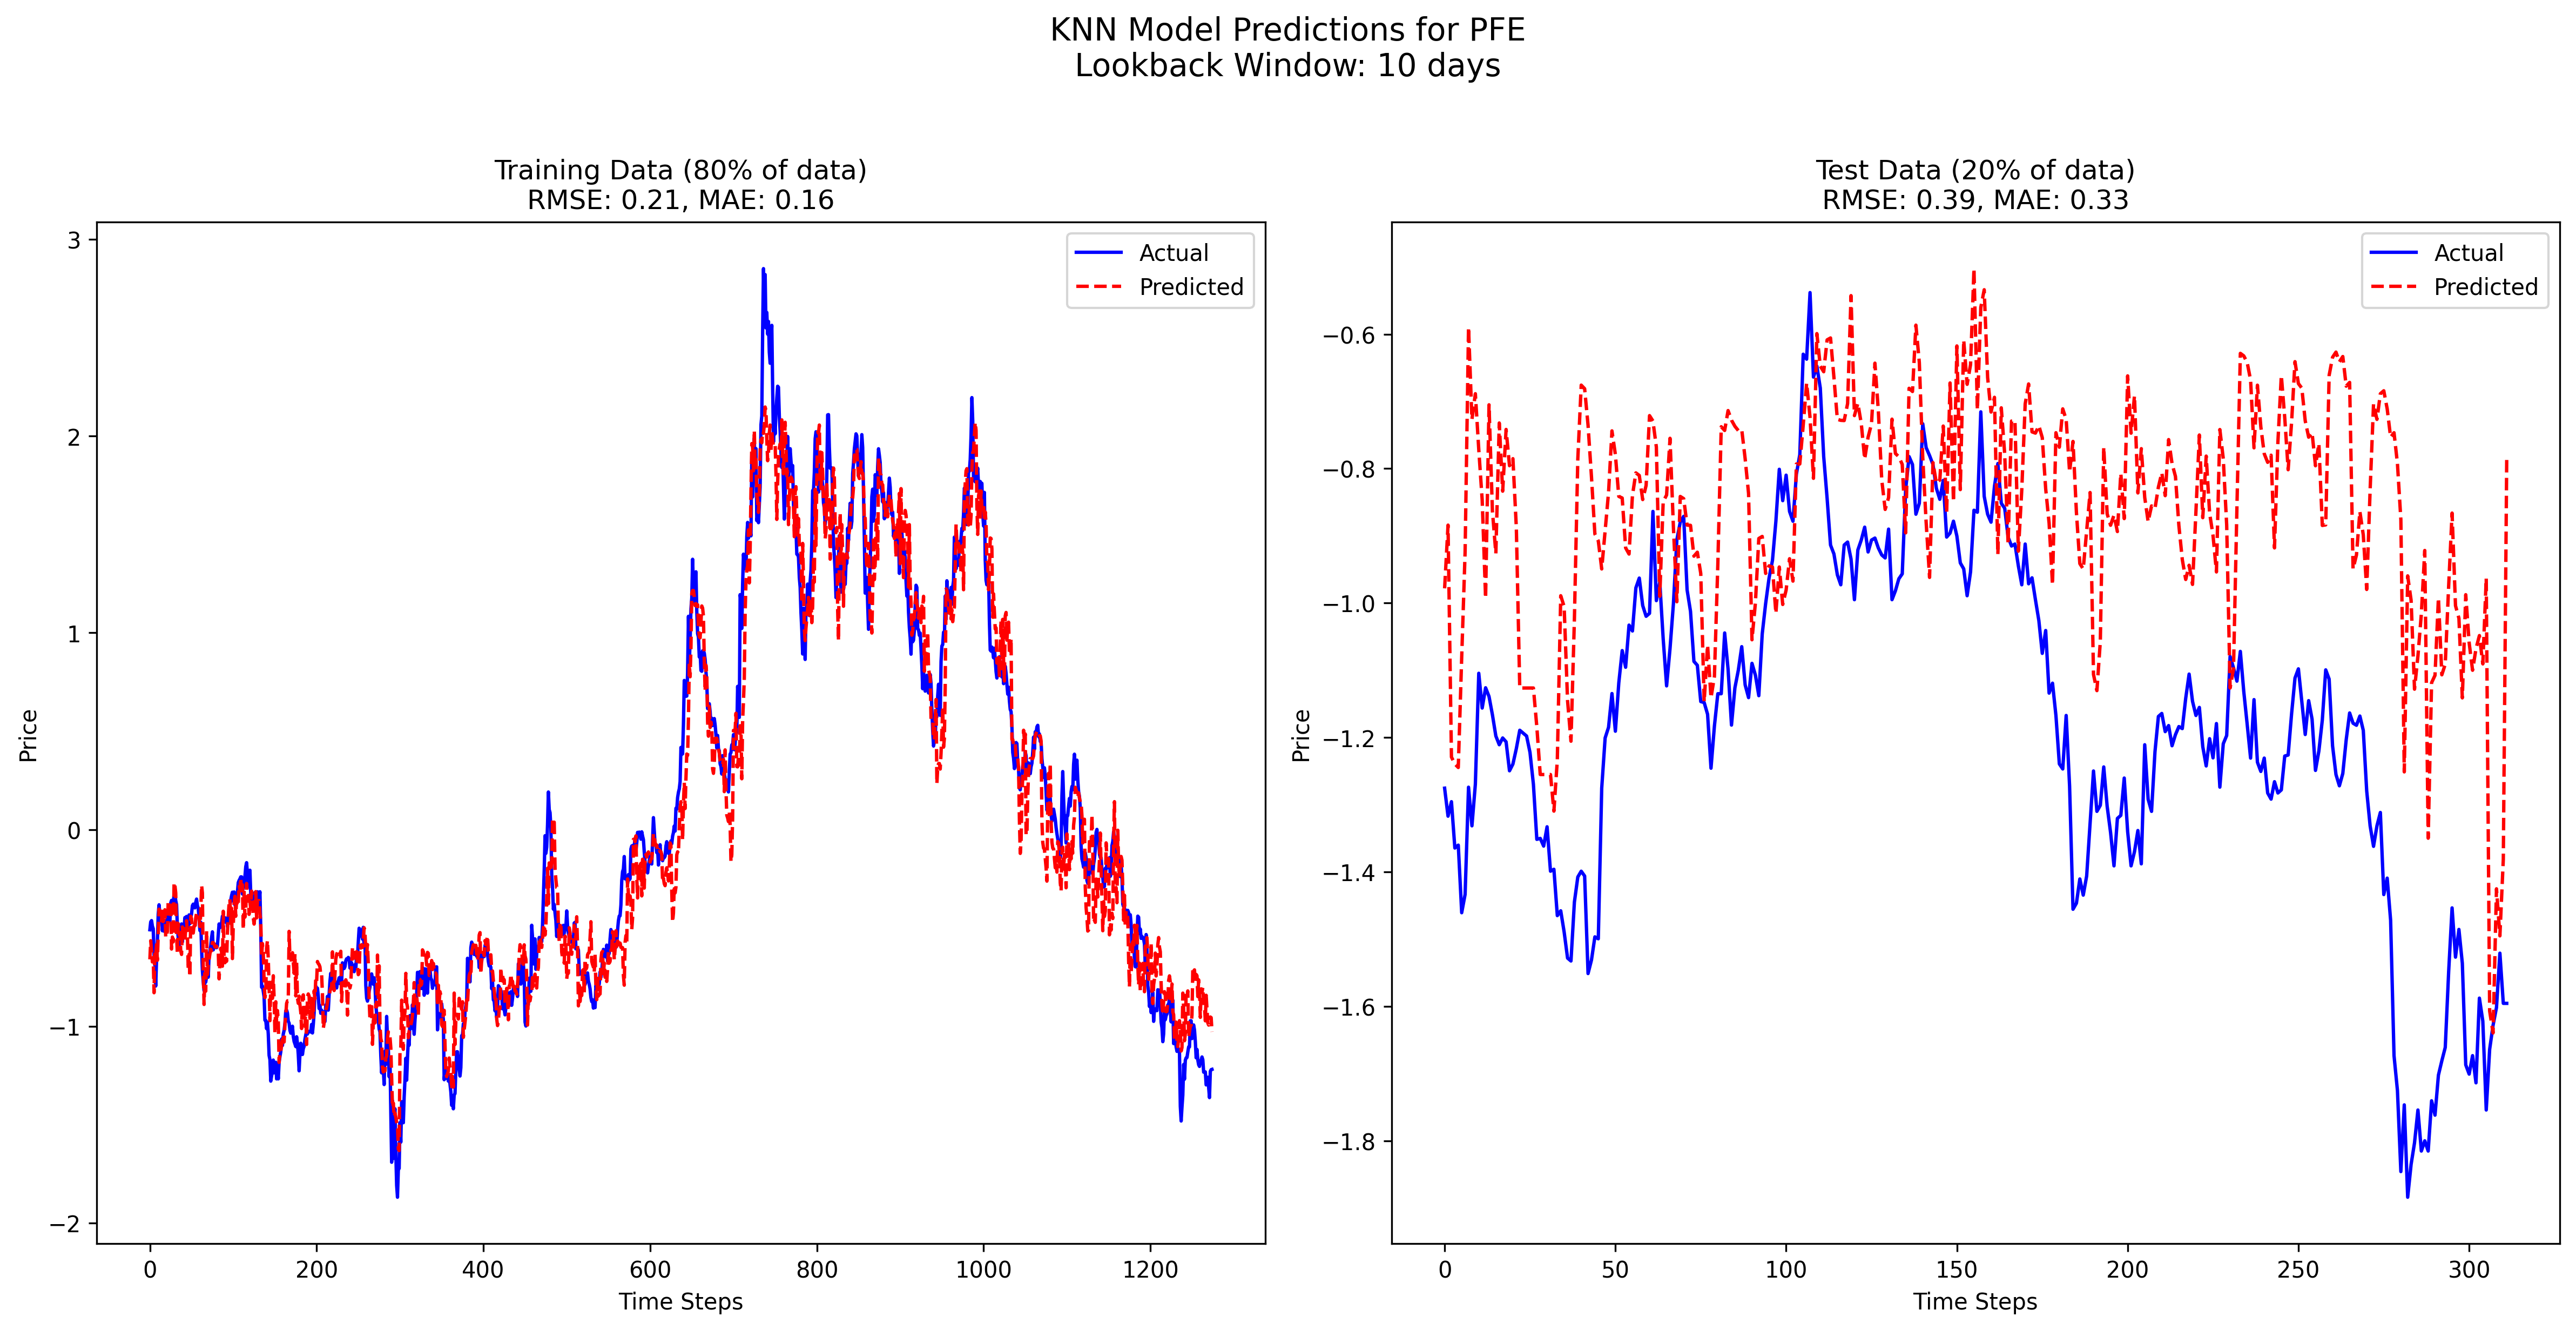 KNN Model Predictions for PFE
Lookback Window: 10 days
Training Data (80% of data)
RMSE: 0.21, MAE: 0.16
3
2
1
0
−1
−2
Price
Actual
Predicted
0 200 400 600 800 1000 1200
Time Steps
Test Data (20% of data)
RMSE: 0.39, MAE: 0.33
−0.6
−0.8
−1.0
−1.2
−1.4
−1.6
−1.8
Price
Actual
Predicted
0 50 100 150 200 250 300
Time Steps